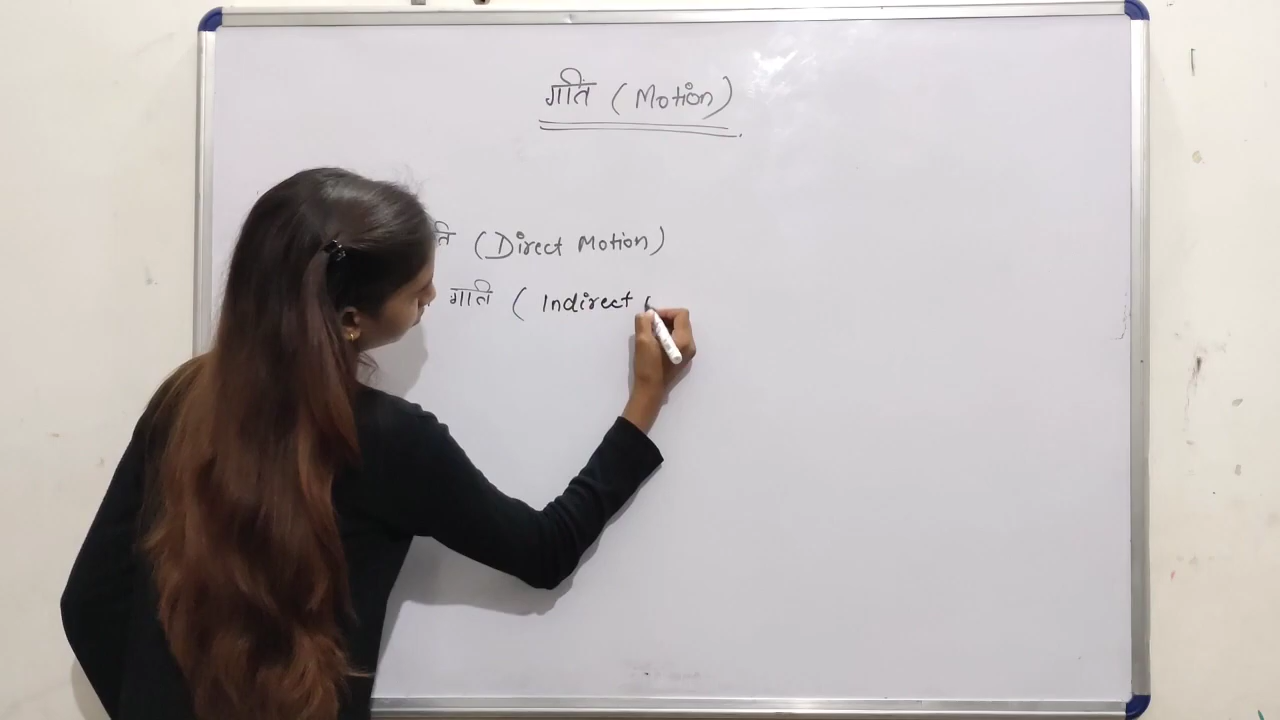 गति (Motion)
(Direct Motion)
गति (Indirect